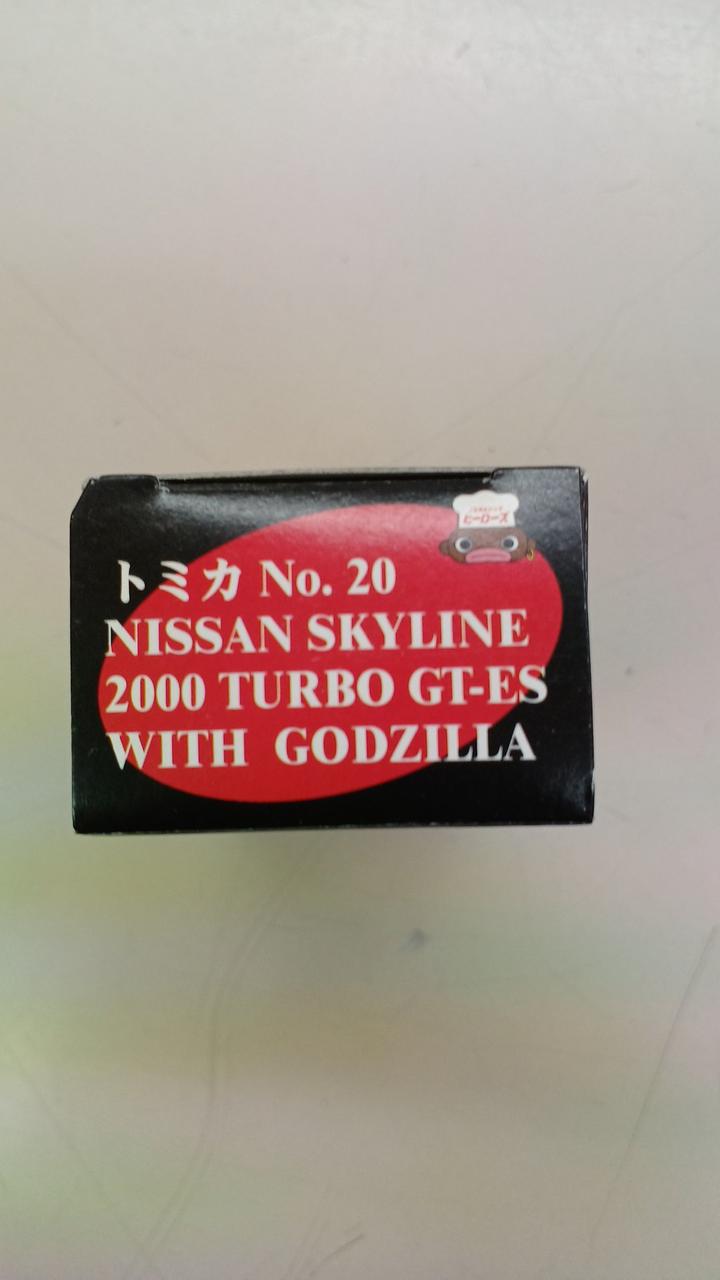 ヒーローズ
トミカ No. 20
NISSAN SKYLINE
2000 TURBO GT-ES
WITH GODZILLA